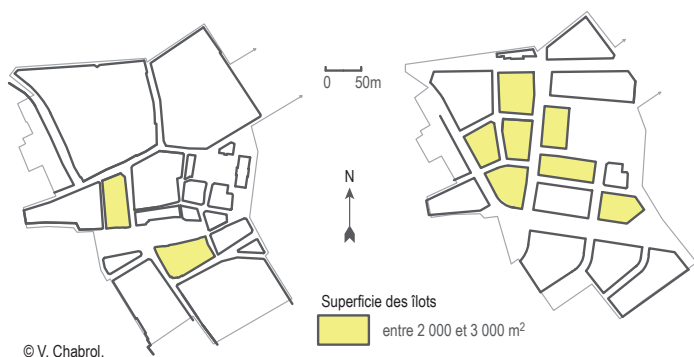 0 50m
N
Superficie des îlots
entre 2 000 et 3 000 m²
© V. Chabrol.